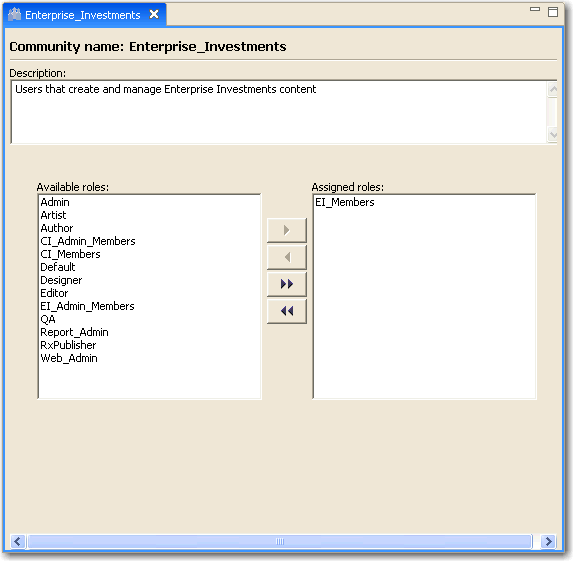 Enterprise_Investments
Community name: Enterprise_Investments
Description:
Users that create and manage Enterprise Investments content
Available roles:
Admin
Artist
Author
CI_Admin_Members
CI_Members
Default
Designer
Editor
EI_Admin_Members
QA
Report_Admin
RxPublisher
Web_Admin
Assigned roles:
EI_Members